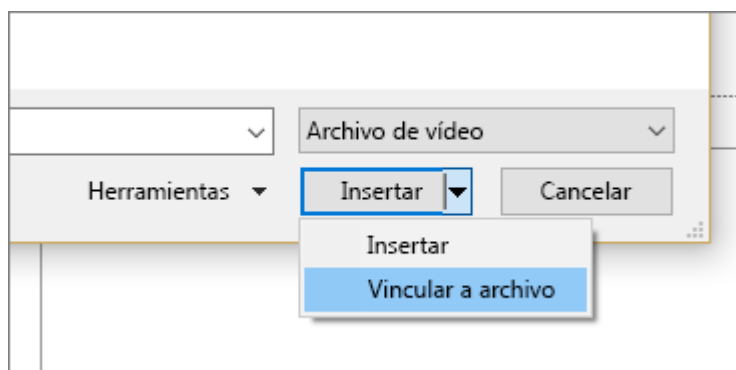 Archivo de vídeo
Herramientas Insertar Cancelar
Insertar
Vincular a archivo